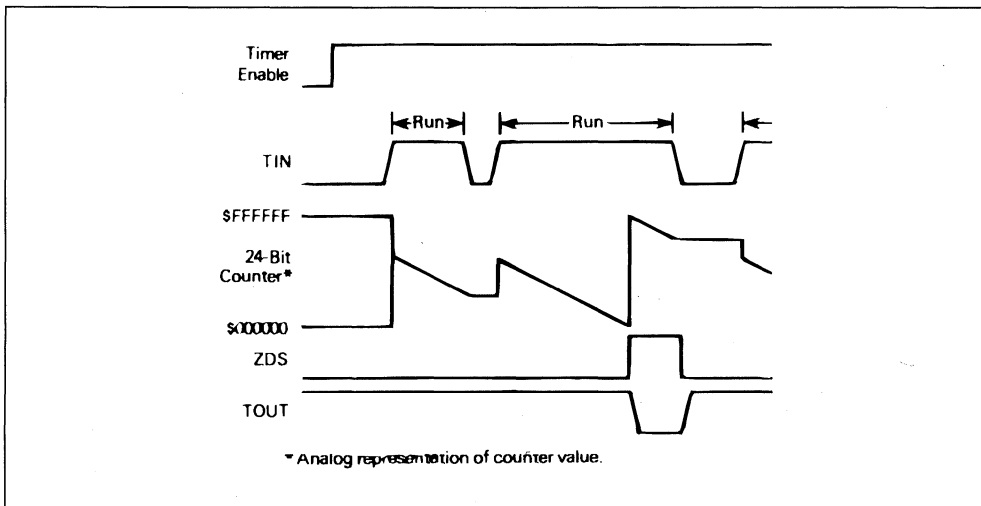 Timer
Enable
Run
Run
TIN
$FFFFFF
24-Bit
Counter*
$000000
ZDS
TOUT
* Analog representation of counter value.